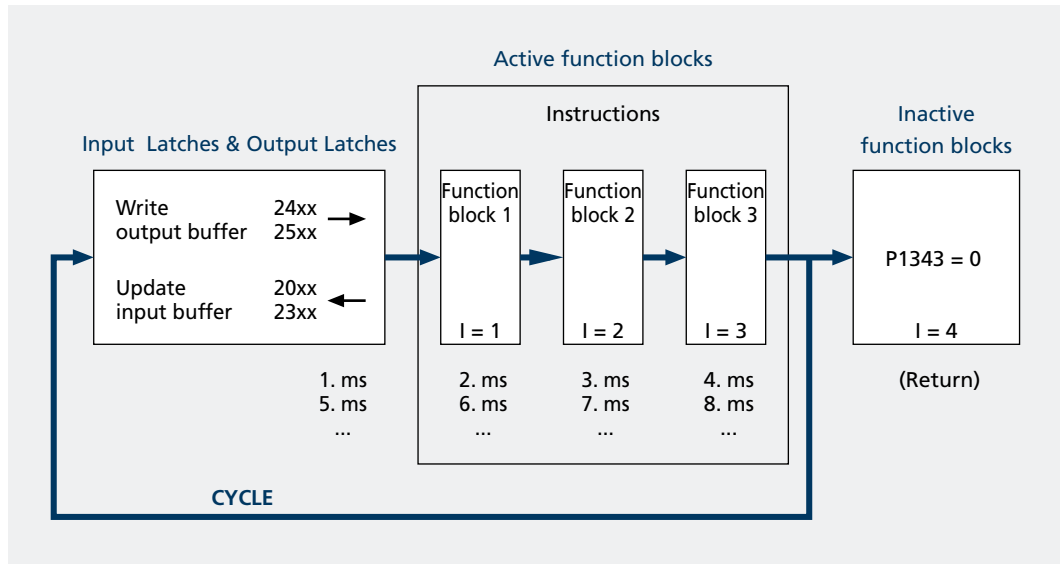 Active function blocks
Instructions
Inactive
function blocks
Input Latches & Output Latches
Write 24xx
output buffer 25xx
Update 20xx
input buffer 23xx
Function
block 1
I = 1
Function
block 2
I = 2
Function
block 3
I = 3
P1343 = 0
I = 4
(Return)
1. ms 2. ms 3. ms 4. ms
5. ms 6. ms 7. ms 8. ms
... ... ... ...
CYCLE